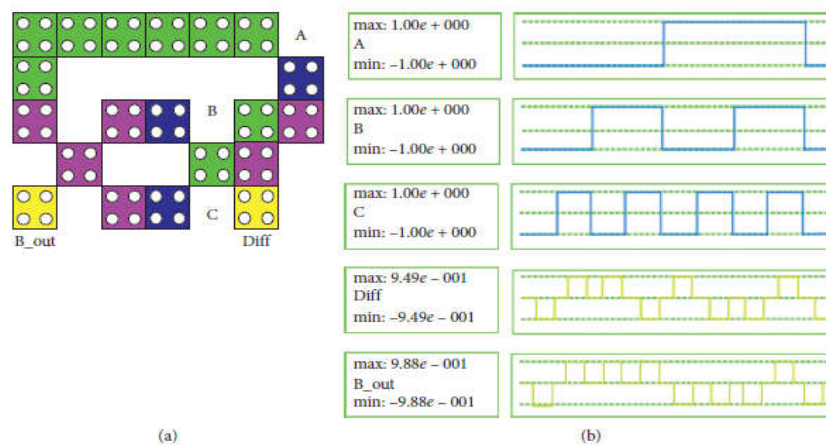 A
B
C
B_out
Diff
(a)
max: 1.00e + 000
A
min: –1.00e + 000
max: 1.00e + 000
B
min: –1.00e + 000
max: 1.00e + 000
C
min: –1.00e + 000
max: 9.49e – 001
Diff
min: –9.49e – 001
max: 9.88e – 001
B_out
min: –9.88e – 001
(b)